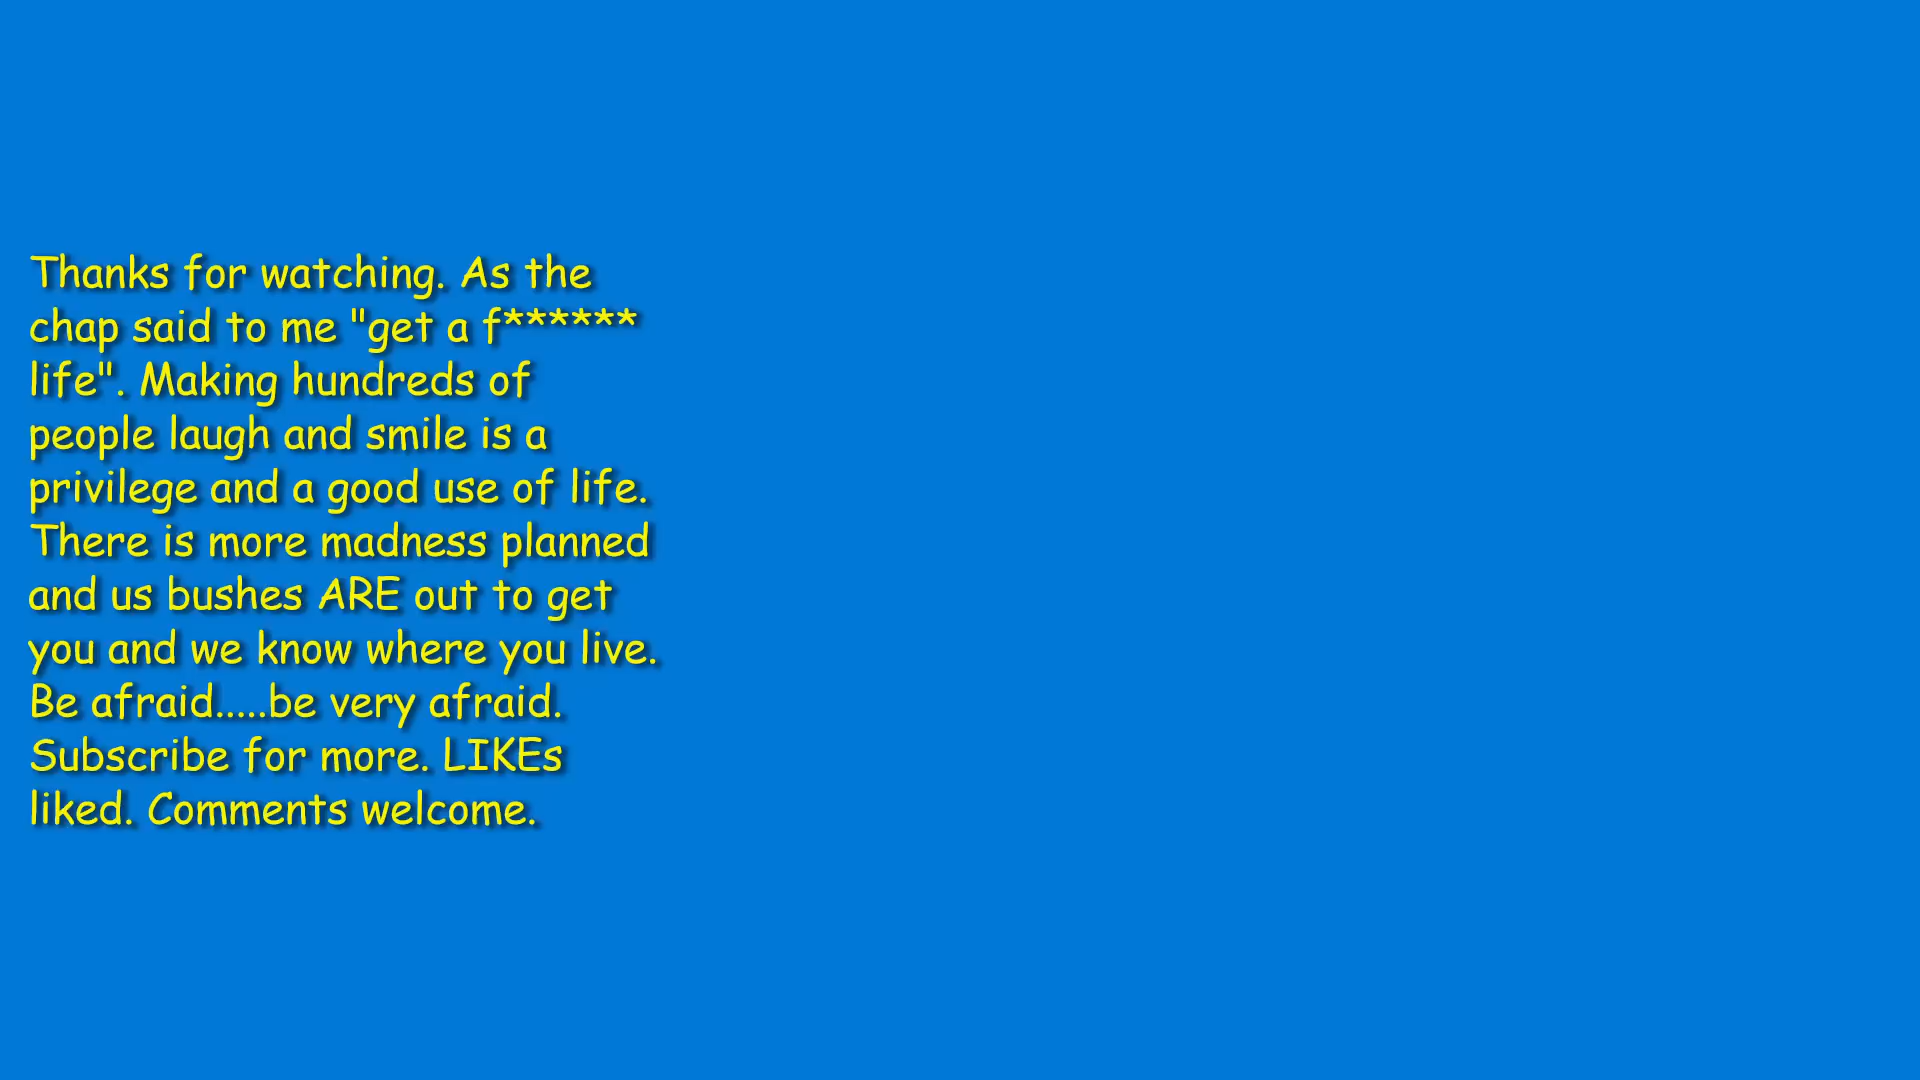 Thanks for watching. As the
chap said to me "get a f******
life". Making hundreds of
people laugh and smile is a
privilege and a good use of life.
There is more madness planned
and us bushes ARE out to get
you and we know where you live.
Be afraid.....be very afraid.
Subscribe for more. LIKEs
liked. Comments welcome.